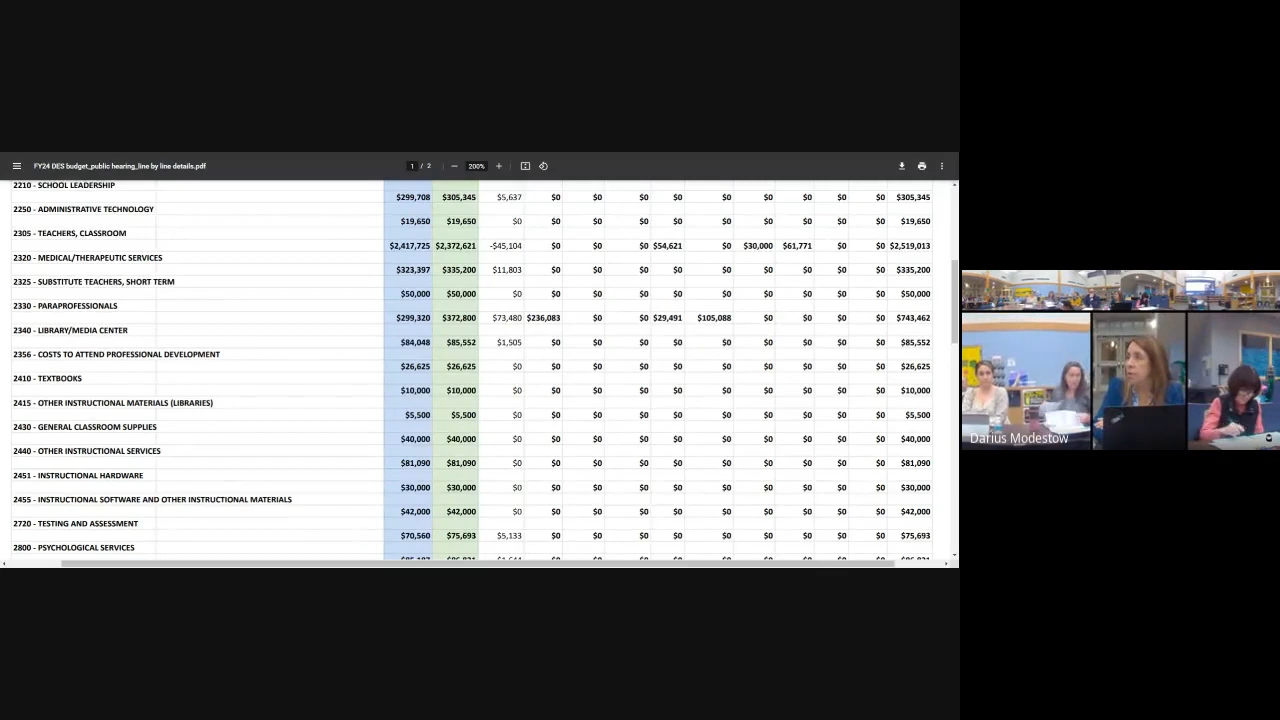 FY24 DES budget_public hearing_line by line details.pdf 1 / 2 200%
2210 - SCHOOL LEADERSHIP
$299,708 $305,345 $5,637 $0 $0 $0 $0 $0 $0 $0 $0 $0 $305,345
2250 - ADMINISTRATIVE TECHNOLOGY
$19,650 $19,650 $0 $0 $0 $0 $0 $0 $0 $0 $0 $0 $19,650
2305 - TEACHERS, CLASSROOM
$2,417,725 $2,372,621 -$45,104 $0 $0 $0 $54,621 $0 $30,000 $61,771 $0 $0 $2,519,013
2320 - MEDICAL/THERAPEUTIC SERVICES
$323,397 $335,200 $11,803 $0 $0 $0 $0 $0 $0 $0 $0 $0 $335,200
2325 - SUBSTITUTE TEACHERS, SHORT TERM
$50,000 $50,000 $0 $0 $0 $0 $0 $0 $0 $0 $0 $0 $50,000
2330 - PARAPROFESSIONALS
$299,320 $372,800 $73,480 $236,083 $0 $0 $29,491 $105,088 $0 $0 $0 $0 $743,462
2340 - LIBRARY/MEDIA CENTER
$84,048 $85,552 $1,505 $0 $0 $0 $0 $0 $0 $0 $0 $0 $85,552
2356 - COSTS TO ATTEND PROFESSIONAL DEVELOPMENT
$26,625 $26,625 $0 $0 $0 $0 $0 $0 $0 $0 $0 $0 $26,625
2410 - TEXTBOOKS
$10,000 $10,000 $0 $0 $0 $0 $0 $0 $0 $0 $0 $0 $10,000
2415 - OTHER INSTRUCTIONAL MATERIALS (LIBRARIES)
$5,500 $5,500 $0 $0 $0 $0 $0 $0 $0 $0 $0 $0 $5,500
2430 - GENERAL CLASSROOM SUPPLIES
$40,000 $40,000 $0 $0 $0 $0 $0 $0 $0 $0 $0 $0 $40,000
2440 - OTHER INSTRUCTIONAL SERVICES
$81,090 $81,090 $0 $0 $0 $0 $0 $0 $0 $0 $0 $0 $81,090
2451 - INSTRUCTIONAL HARDWARE
$30,000 $30,000 $0 $0 $0 $0 $0 $0 $0 $0 $0 $0 $30,000
2455 - INSTRUCTIONAL SOFTWARE AND OTHER INSTRUCTIONAL MATERIALS
$42,000 $42,000 $0 $0 $0 $0 $0 $0 $0 $0 $0 $0 $42,000
2720 - TESTING AND ASSESSMENT
$70,560 $75,693 $5,133 $0 $0 $0 $0 $0 $0 $0 $0 $0 $75,693
2800 - PSYCHOLOGICAL SERVICES
Darius Modestow